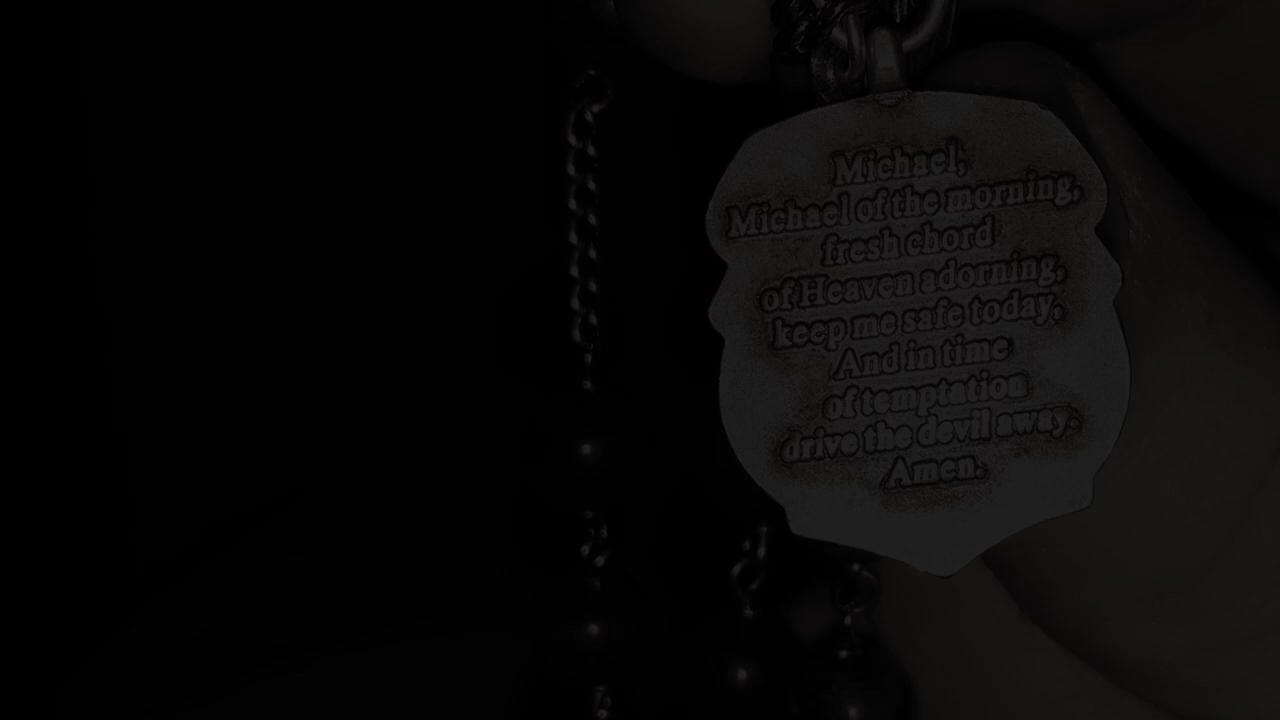 Michael,
Michael of the morning,
fresh chord
of Heaven adorning,
keep me safe today,
And in time
of temptation
drive the devil away.
Amen.